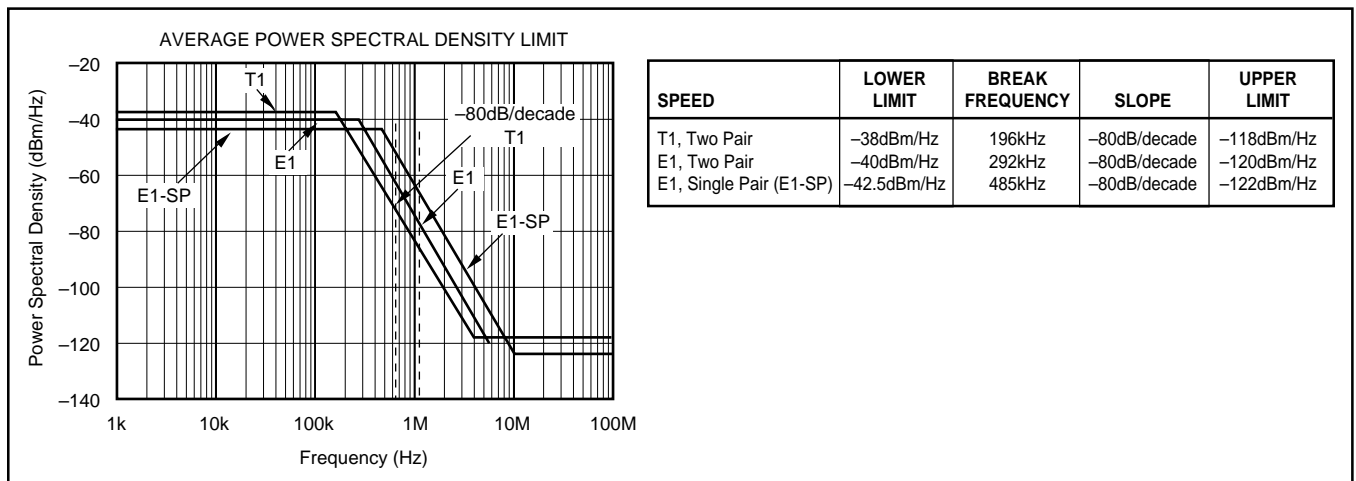 AVERAGE POWER SPECTRAL DENSITY LIMIT
Power Spectral Density (dBm/Hz)
–20
–40
–60
–80
–100
–120
–140
T1
E1
E1-SP
–80dB/decade
T1
E1
E1-SP
1k 10k 100k 1M 10M 100M
Frequency (Hz)
SPEED LOWER LIMIT BREAK FREQUENCY SLOPE UPPER LIMIT
T1, Two Pair –38dBm/Hz 196kHz –80dB/decade –118dBm/Hz
E1, Two Pair –40dBm/Hz 292kHz –80dB/decade –120dBm/Hz
E1, Single Pair (E1-SP) –42.5dBm/Hz 485kHz –80dB/decade –122dBm/Hz